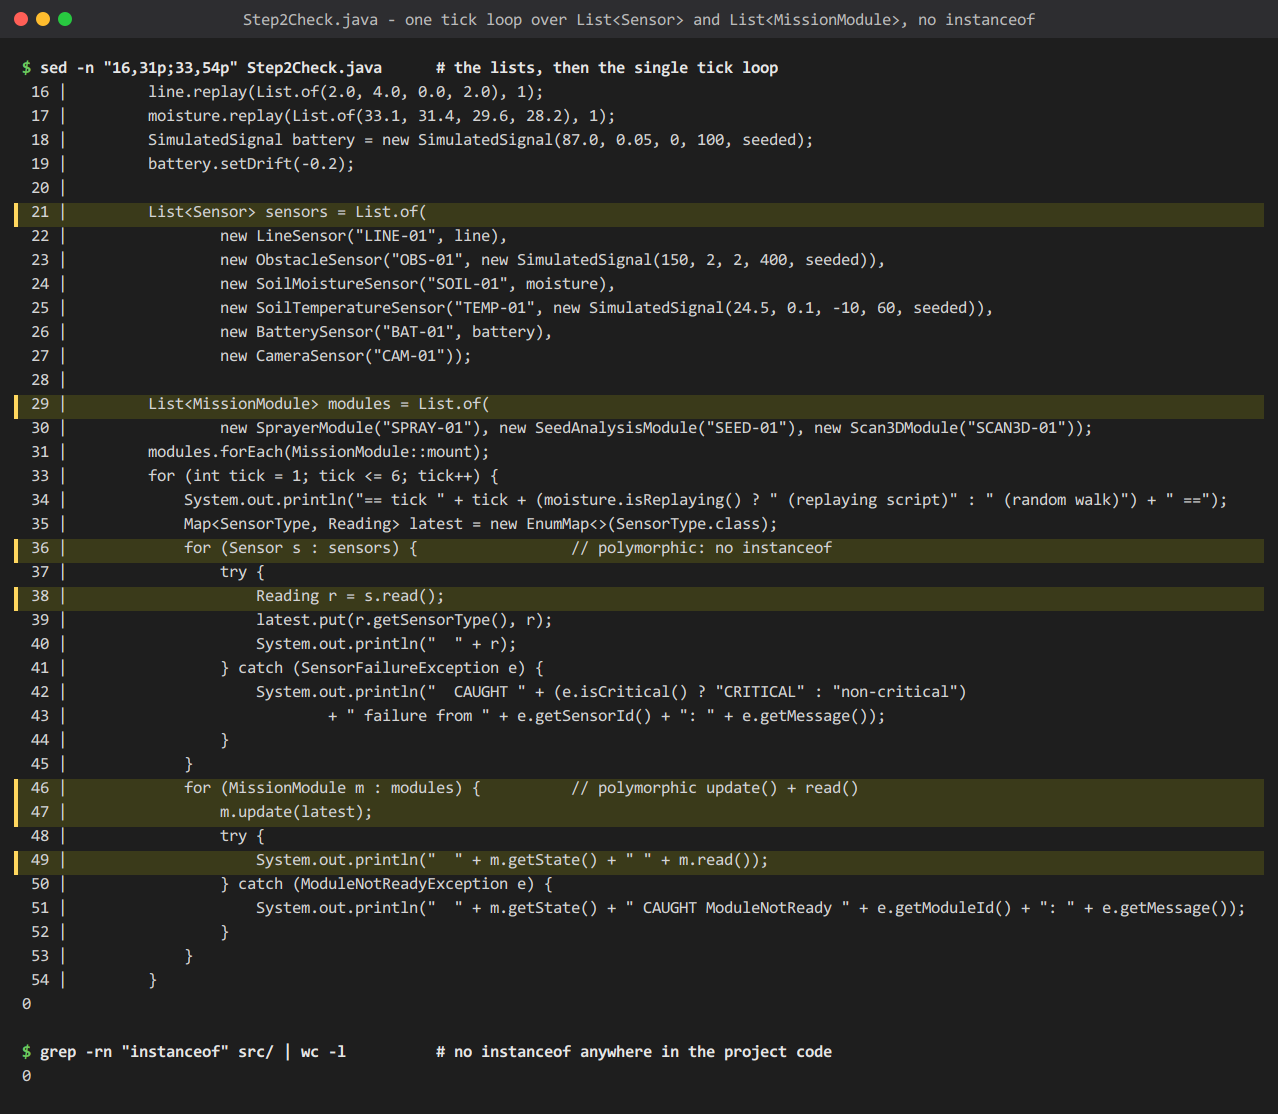 Step2Check.java - one tick loop over List<Sensor> and List<MissionModule>, no instanceof
$ sed -n "16,31p;33,54p" Step2Check.java      # the lists, then the single tick loop
16 |         line.replay(List.of(2.0, 4.0, 0.0, 2.0), 1);
17 |         moisture.replay(List.of(33.1, 31.4, 29.6, 28.2), 1);
18 |         SimulatedSignal battery = new SimulatedSignal(87.0, 0.05, 0, 100, seeded);
19 |         battery.setDrift(-0.2);
20 |
21 |         List<Sensor> sensors = List.of(
22 |                 new LineSensor("LINE-01", line),
23 |                 new ObstacleSensor("OBS-01", new SimulatedSignal(150, 2, 2, 400, seeded)),
24 |                 new SoilMoistureSensor("SOIL-01", moisture),
25 |                 new SoilTemperatureSensor("TEMP-01", new SimulatedSignal(24.5, 0.1, -10, 60, seeded)),
26 |                 new BatterySensor("BAT-01", battery),
27 |                 new CameraSensor("CAM-01"));
28 |
29 |         List<MissionModule> modules = List.of(
30 |                 new SprayerModule("SPRAY-01"), new SeedAnalysisModule("SEED-01"), new Scan3DModule("SCAN3D-01"));
31 |         modules.forEach(MissionModule::mount);
33 |         for (int tick = 1; tick <= 6; tick++) {
34 |             System.out.println("== tick " + tick + (moisture.isReplaying() ? " (replaying script)" : " (random walk)") + " ==");
35 |             Map<SensorType, Reading> latest = new EnumMap<>(SensorType.class);
36 |             for (Sensor s : sensors) {                 // polymorphic: no instanceof
37 |                 try {
38 |                     Reading r = s.read();
39 |                     latest.put(r.getSensorType(), r);
40 |                     System.out.println("  " + r);
41 |                 } catch (SensorFailureException e) {
42 |                     System.out.println("  CAUGHT " + (e.isCritical() ? "CRITICAL" : "non-critical")
43 |                             + " failure from " + e.getSensorId() + ": " + e.getMessage());
44 |                 }
45 |             }
46 |             for (MissionModule m : modules) {          // polymorphic update() + read()
47 |                 m.update(latest);
48 |                 try {
49 |                     System.out.println("  " + m.getState() + " " + m.read());
50 |                 } catch (ModuleNotReadyException e) {
51 |                     System.out.println("  " + m.getState() + " CAUGHT ModuleNotReady " + e.getModuleId() + ": " + e.getMessage());
52 |                 }
53 |             }
54 |         }
0
$ grep -rn "instanceof" src/ | wc -l          # no instanceof anywhere in the project code
0